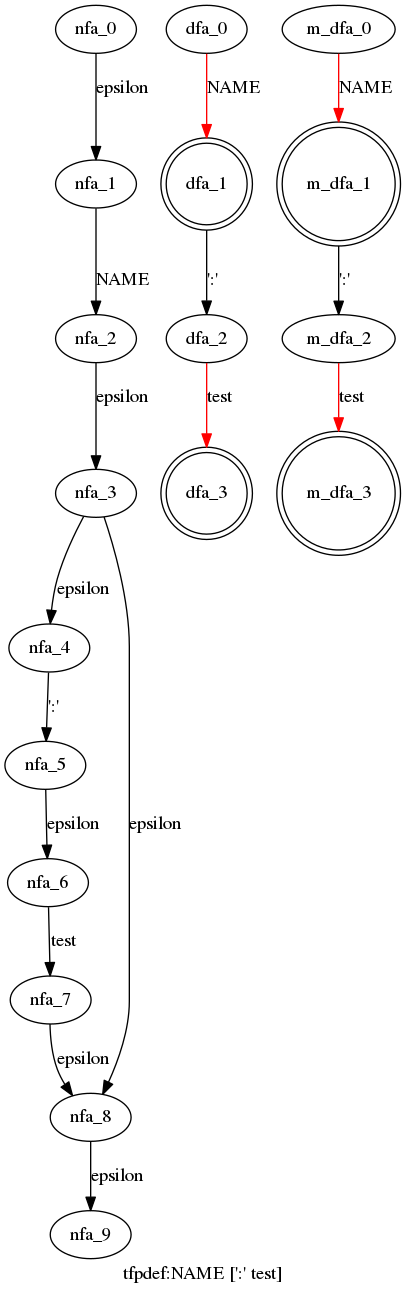 nfa_0 dfa_0 m_dfa_0
epsilon NAME NAME
nfa_1 dfa_1 m_dfa_1
NAME ':' ':'
nfa_2 dfa_2 m_dfa_2
epsilon test test
nfa_3 dfa_3 m_dfa_3
epsilon
nfa_4
':'
nfa_5
epsilon epsilon
nfa_6
test
nfa_7
epsilon
nfa_8
epsilon
nfa_9
tfpdef:NAME [':' test]